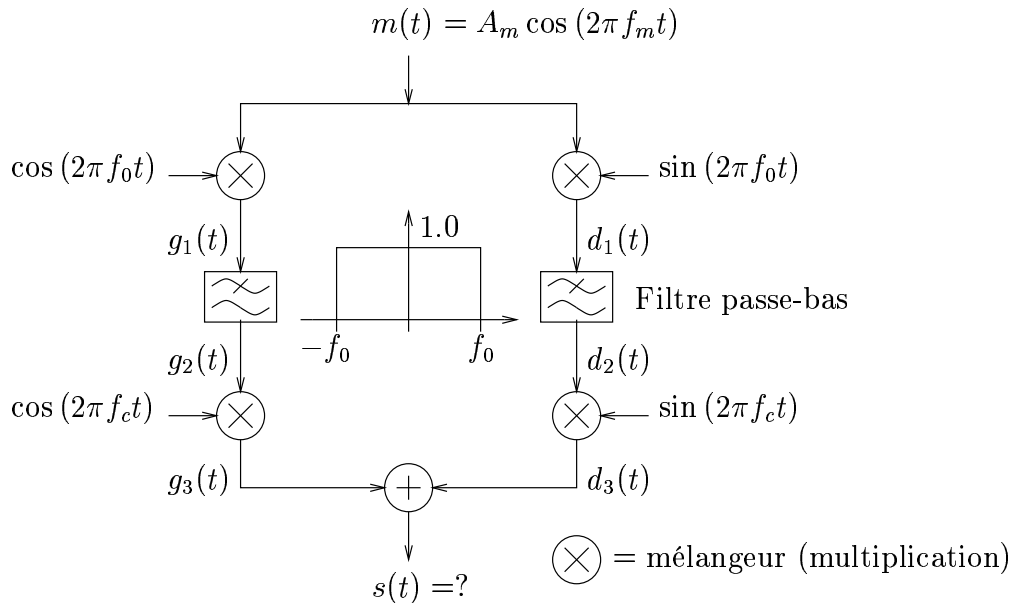 m(t) = A_m cos (2πf_m t)
cos (2πf_0 t)
sin (2πf_0 t)
g_1(t)
1.0
d_1(t)
Filtre passe-bas
−f_0
f_0
g_2(t)
d_2(t)
cos (2πf_c t)
sin (2πf_c t)
g_3(t)
d_3(t)
= mélangeur (multiplication)
s(t) =?